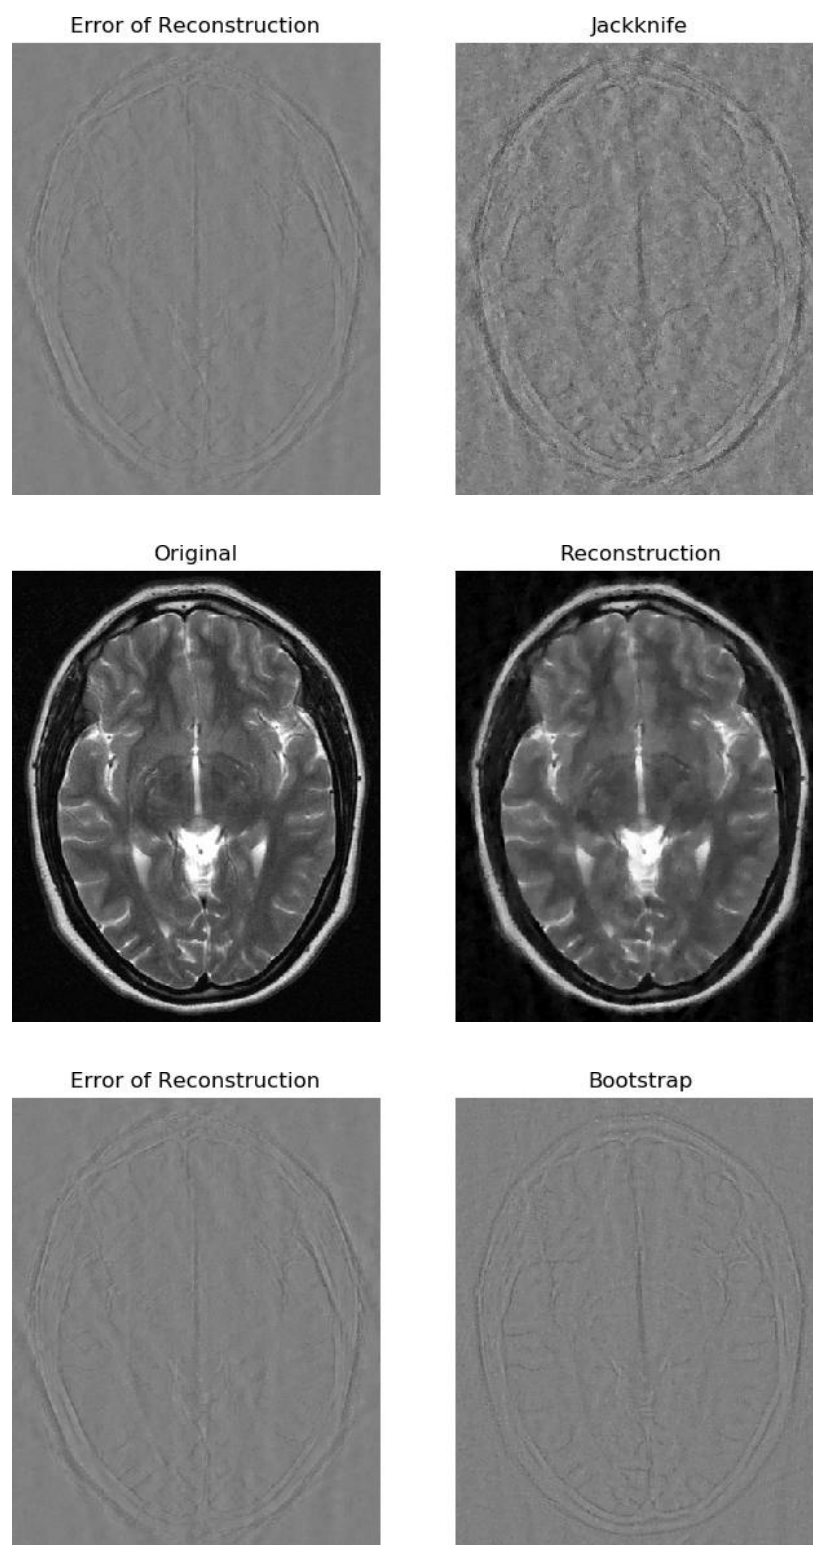 Error of Reconstruction
Jackknife
Original
Reconstruction
Error of Reconstruction
Bootstrap